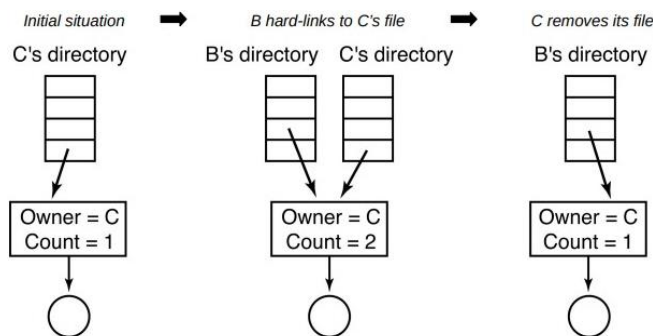 Initial situation
B hard-links to C's file
C removes its file
C's directory
B's directory
C's directory
B's directory
Owner = C
Count = 1
Owner = C
Count = 2
Owner = C
Count = 1